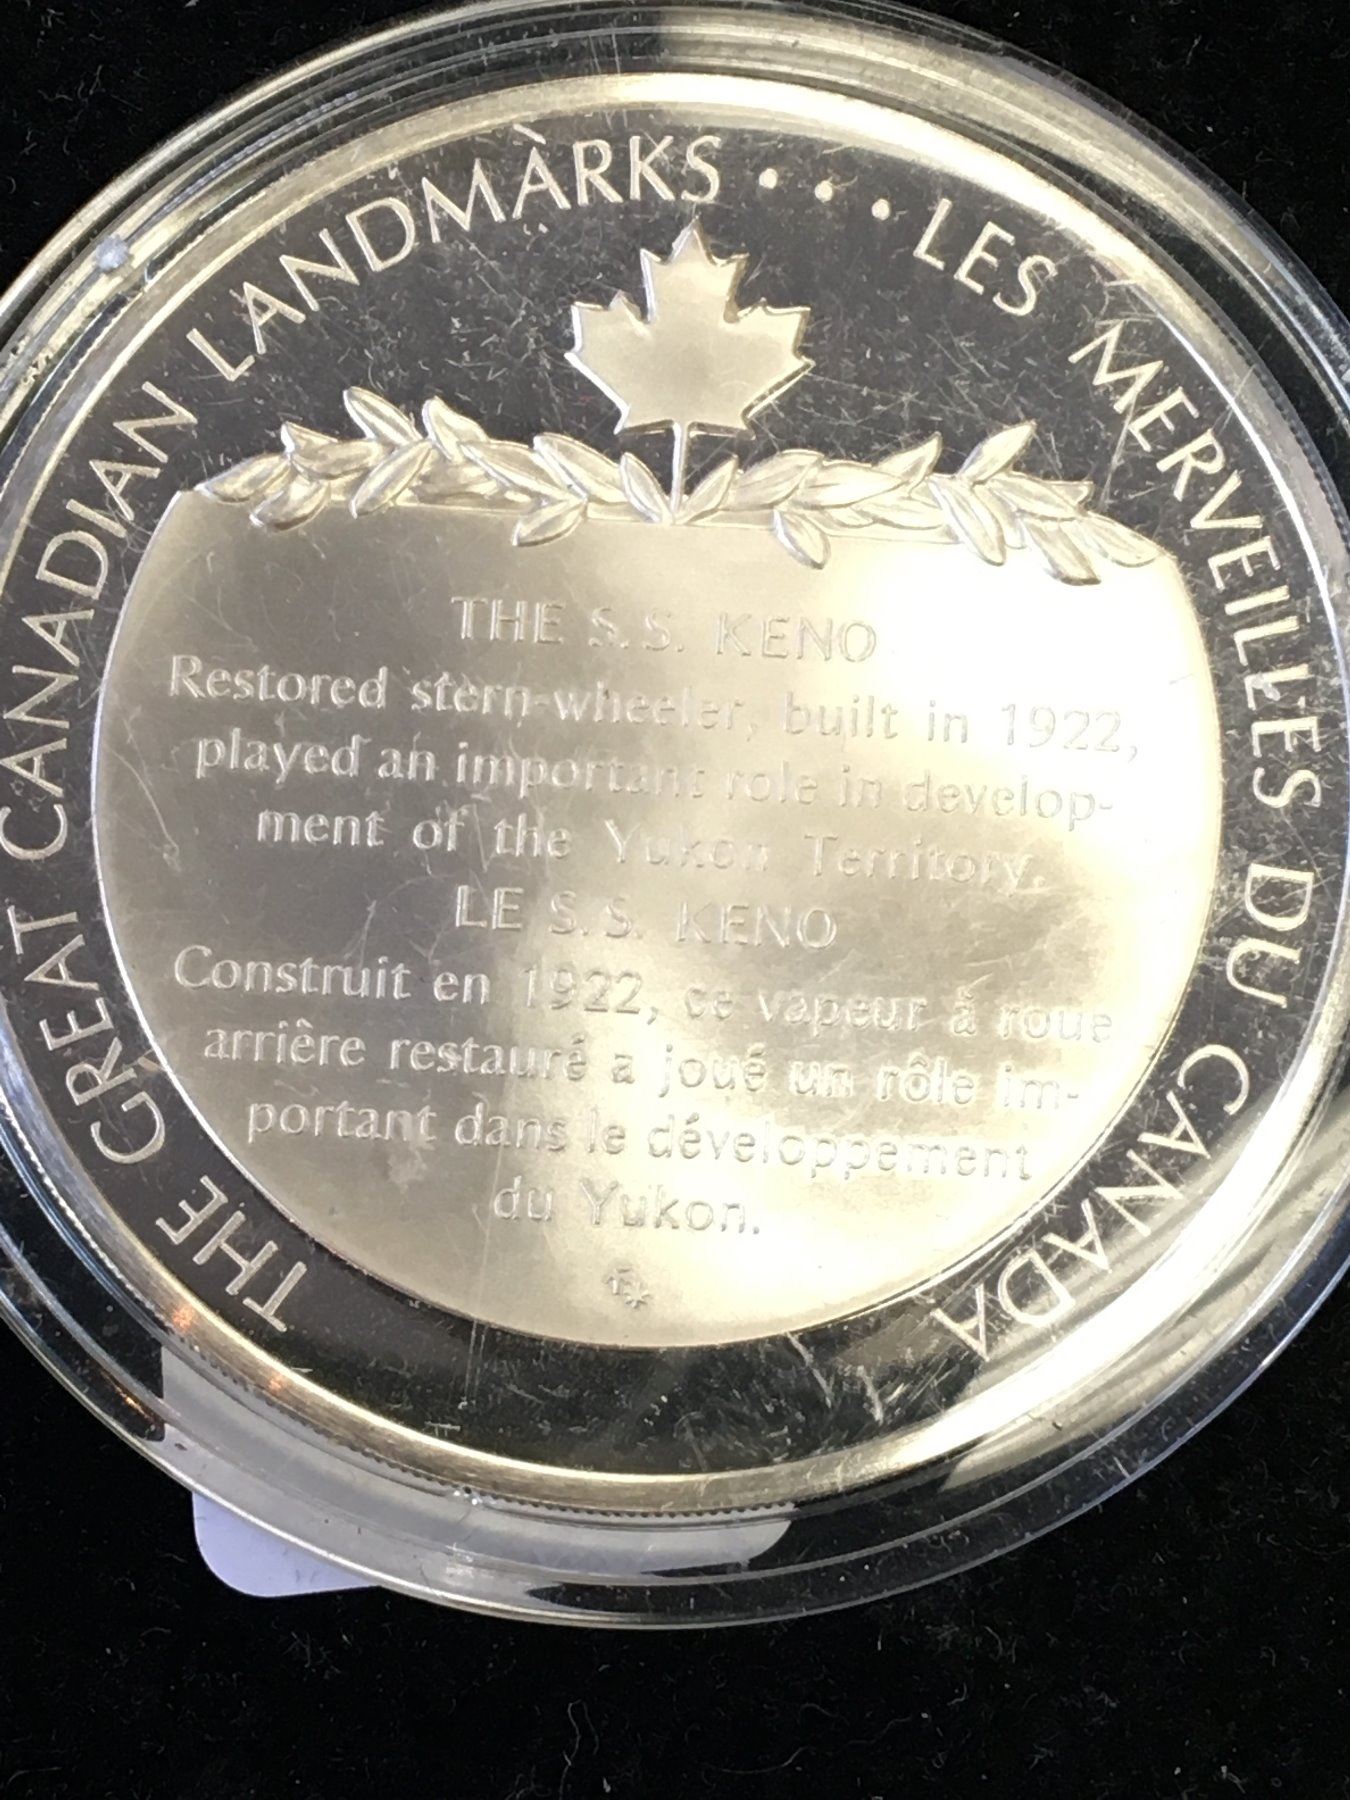 THE GREAT CANADIAN LANDMARKS . . . LES MERVEILLES DU CANADA
THE S.S. KENO
Restored stern-wheeler, built in 1922,
played an important role in develop-
ment of the Yukon Territory.
LE S.S. KENO
Construit en 1922, ce vapeur à roue
arrière restauré a joué un rôle im-
portant dans le développement
du Yukon.